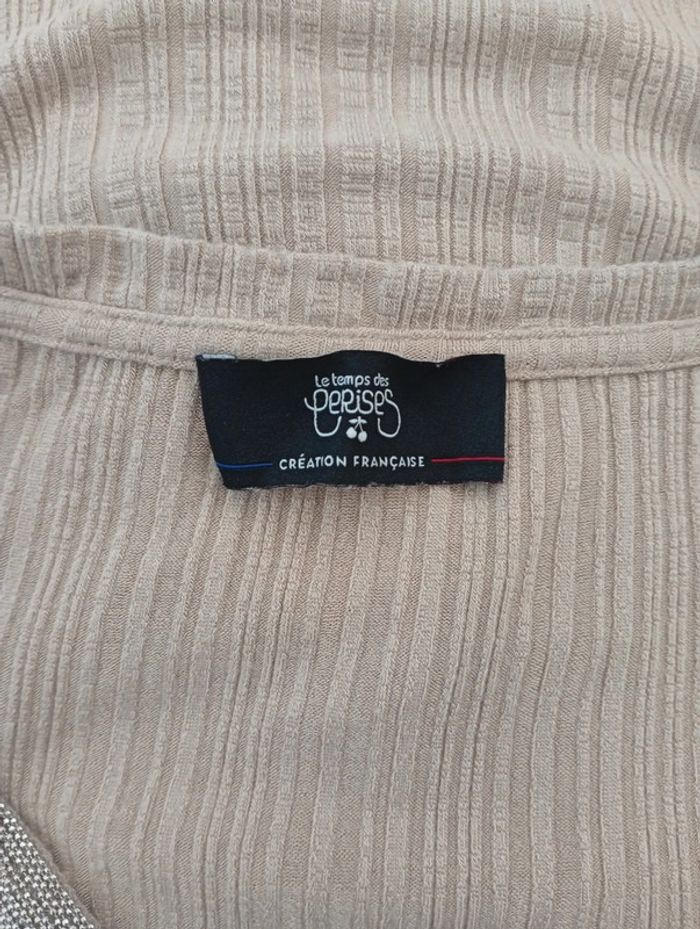 Le temps des
CERISES
CRÉATION FRANÇAISE